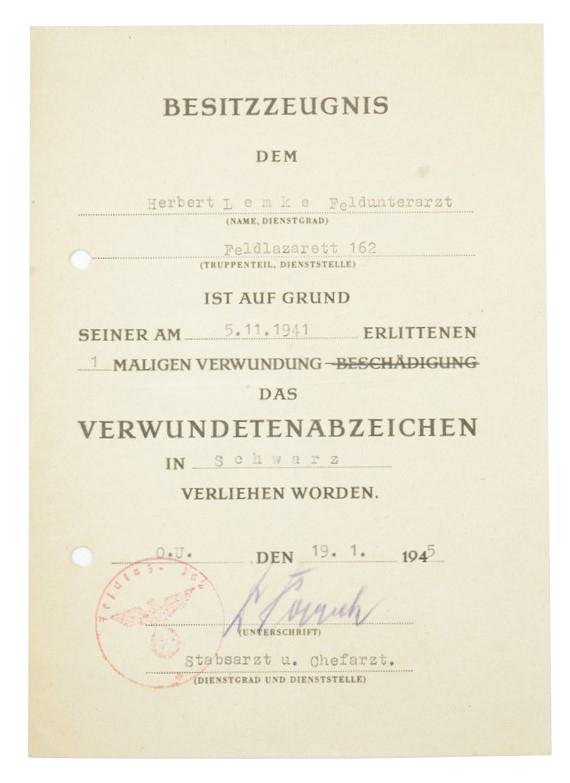 BESITZZEUGNIS
DEM
Herbert L e m k e Feldunterarzt
(NAME, DIENSTGRAD)
Feldlazarett 162
(TRUPPENTEIL, DIENSTSTELLE)
IST AUF GRUND
SEINER AM 5.11.1941 ERLITTENEN
1 MALIGEN VERWUNDUNG BESCHÄDIGUNG
DAS
VERWUNDETENABZEICHEN
IN S c h w a r z
VERLIEHEN WORDEN.
O.U. DEN 19. 1. 1945
(UNTERSCHRIFT)
Stabsarzt u. Chefarzt.
(DIENSTGRAD UND DIENSTSTELLE)